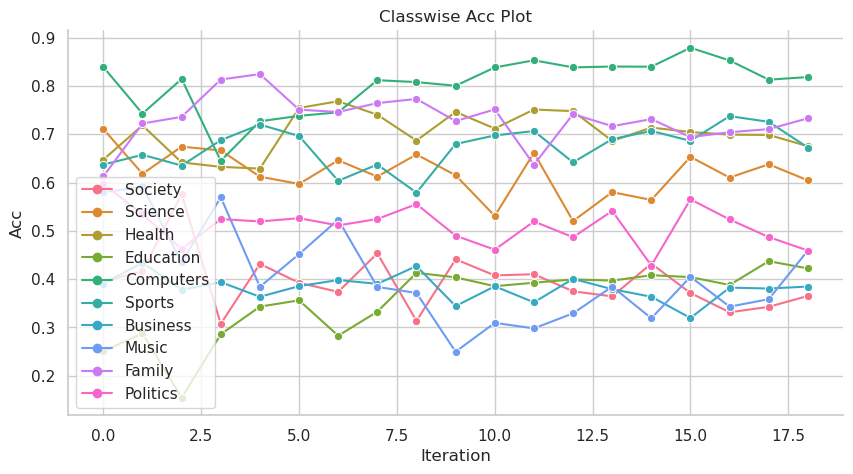 Classwise Acc Plot
0.9
0.8
0.7
0.6
0.5
0.4
0.3
0.2
Acc
Society
Science
Health
Education
Computers
Sports
Business
Music
Family
Politics
0.0 2.5 5.0 7.5 10.0 12.5 15.0 17.5
Iteration